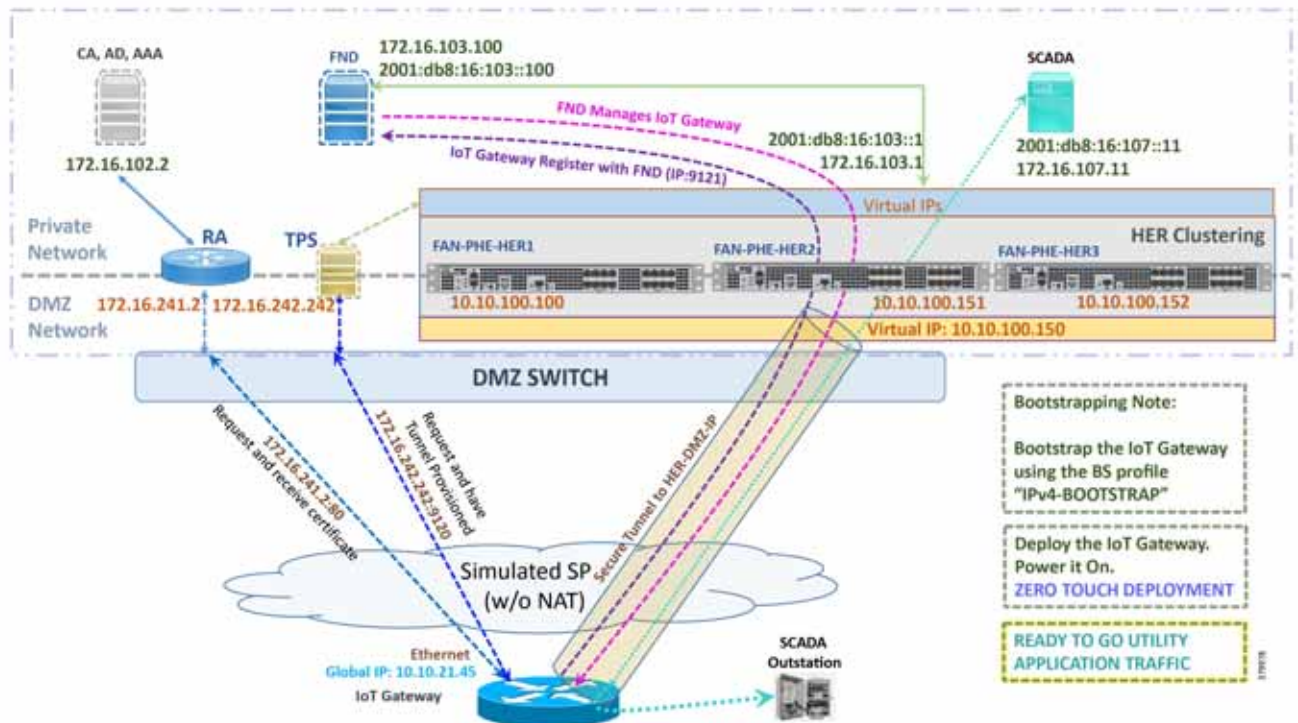 CA, AD, AAA
172.16.102.2
FND
172.16.103.100
2001:db8:16:103::100
SCADA
2001:db8:16:107::11
172.16.107.11
FND Manages IoT Gateway
IoT Gateway Register with FND (IP:9121)
2001:db8:16:103::1
172.16.103.1
Virtual IPs
Private
Network
RA
TPS
FAN-PHE-HER1
FAN-PHE-HER2
FAN-PHE-HER3
HER Clustering
DMZ
Network
172.16.241.2
172.16.242.242
10.10.100.100
10.10.100.151
10.10.100.152
Virtual IP: 10.10.100.150
DMZ SWITCH
172.16.241.2:80
Request and receive certificate
Request and have
Tunnel Provisioned
172.16.242.242:9120
Secure Tunnel to HER-DMZ-IP
Simulated SP
(w/o NAT)
Ethernet
Global IP: 10.10.21.45
IoT Gateway
SCADA
Outstation
Bootstrapping Note:
Bootstrap the IoT Gateway
using the BS profile
"IPv4-BOOTSTRAP"
Deploy the IoT Gateway.
Power it On.
ZERO TOUCH DEPLOYMENT
READY TO GO UTILITY
APPLICATION TRAFFIC